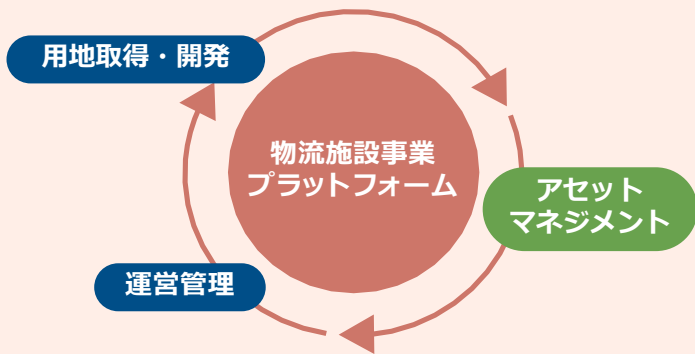 用地取得・開発
物流施設事業
プラットフォーム
アセット
マネジメント
運営管理